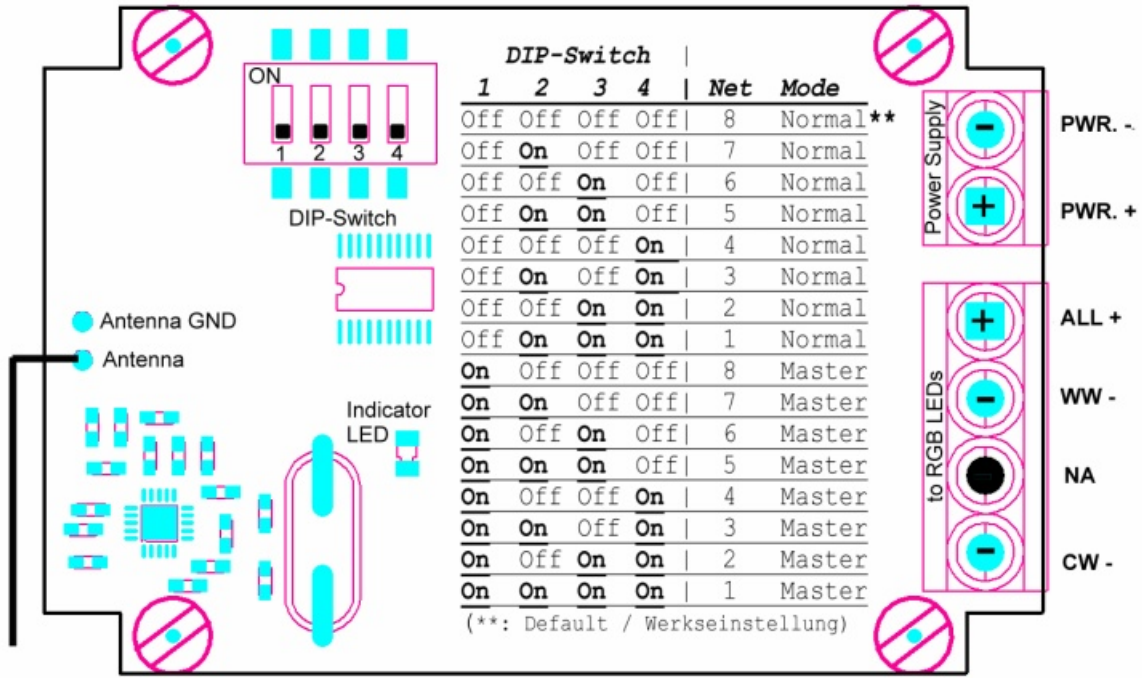 ON
1 2 3 4
DIP-Switch
Antenna GND
Antenna
Indicator
LED
DIP-Switch |
1 2 3 4 | Net Mode
Off Off Off Off| 8 Normal**
Off On Off Off| 7 Normal
Off Off On Off| 6 Normal
Off On On Off| 5 Normal
Off Off Off On | 4 Normal
Off On Off On | 3 Normal
Off Off On On | 2 Normal
Off On On On | 1 Normal
On Off Off Off| 8 Master
On On Off Off| 7 Master
On Off On Off| 6 Master
On On On Off| 5 Master
On Off Off On | 4 Master
On On Off On | 3 Master
On Off On On | 2 Master
On On On On | 1 Master
(**: Default / Werkseinstellung)
Power Supply
- PWR. -
+ PWR. +
to RGB LEDs
+ ALL +
- WW -
NA
- CW -